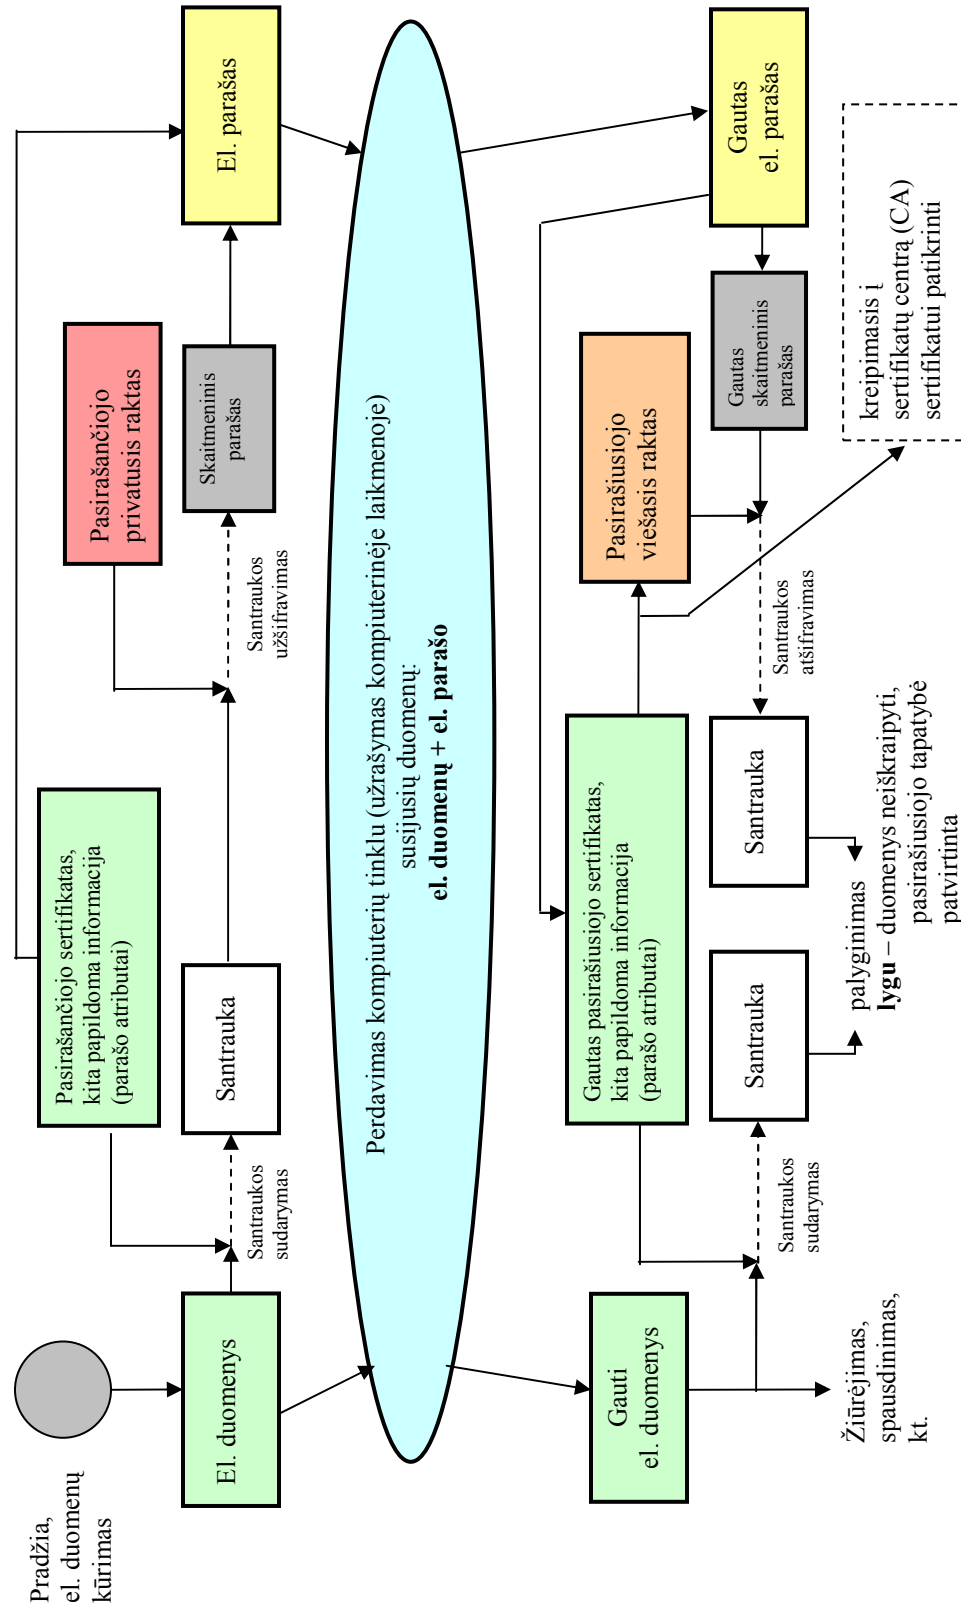 Pradžia,
el. duomenų
kūrimas
El. duomenys
Santraukos
sudarymas
Pasirašančiojo sertifikatas,
kita papildoma informacija
(parašo atributai)
Santrauka
Santraukos
užšifravimas
Pasirašančiojo
privatusis raktas
Skaitmeninis
parašas
El. parašas
Perdavimas kompiuterių tinklu (užrašymas kompiuterinėje laikmenoje)
susijusių duomenų:
el. duomenų + el. parašo
Gauti
el. duomenys
Žiūrėjimas,
spausdinimas,
kt.
Santraukos
sudarymas
Gautas pasirašiusiojo sertifikatas,
kita papildoma informacija
(parašo atributai)
Santrauka
Santrauka
palyginimas
lygu – duomenys neiškraipyti,
pasirašiusiojo tapatybė
patvirtinta
Santraukos
atšifravimas
Pasirašiusiojo
viešasis raktas
Gautas
skaitmeninis
parašas
Gautas
el. parašas
kreipimasis į
sertifikatų centrą (CA)
sertifikatui patikrinti